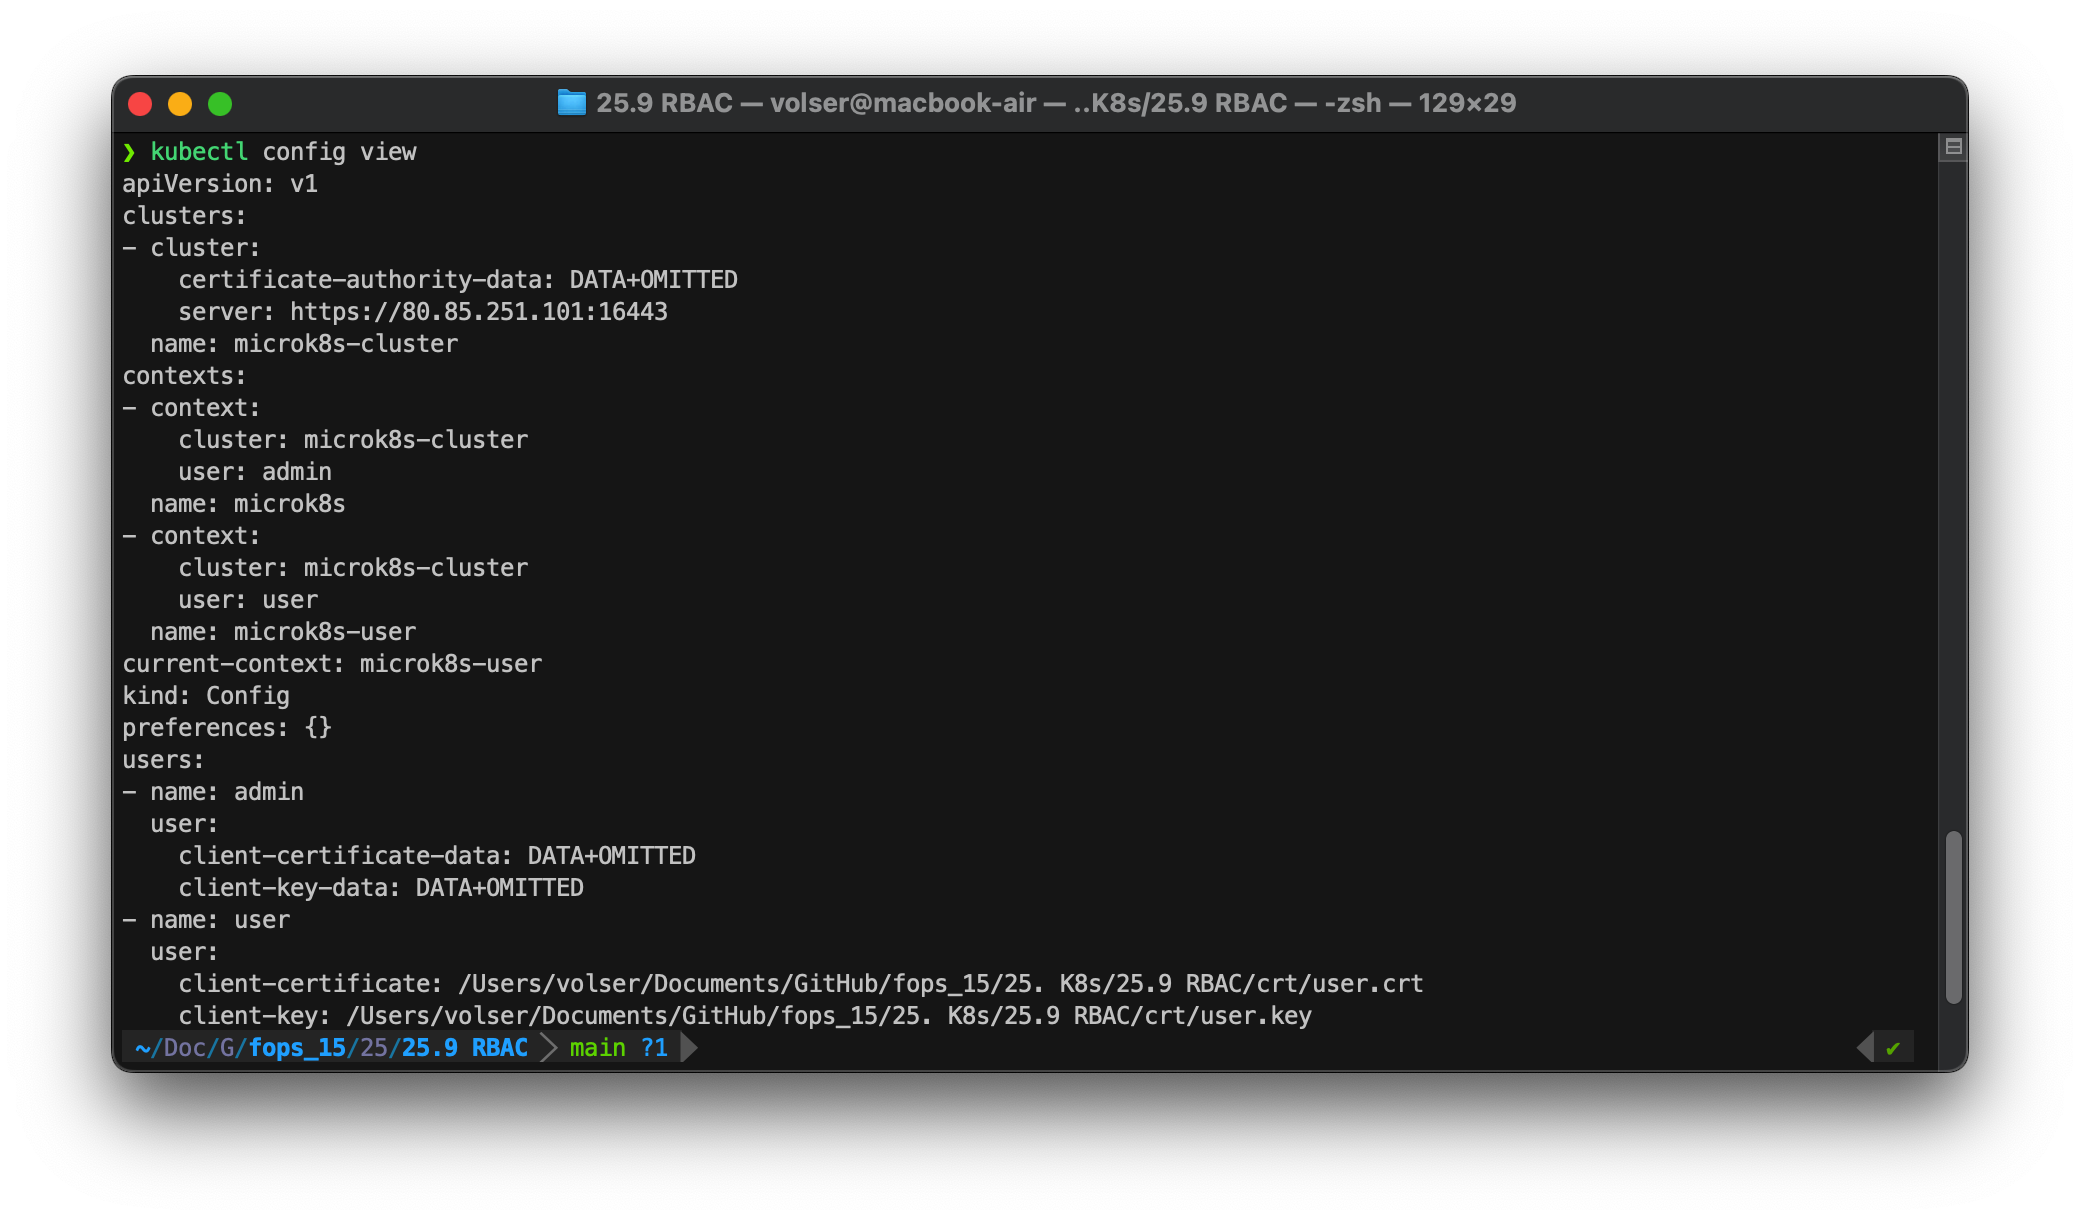 25.9 RBAC — volser@macbook-air — ..K8s/25.9 RBAC — -zsh — 129×29
❯ kubectl config view
apiVersion: v1
clusters:
- cluster:
    certificate-authority-data: DATA+OMITTED
    server: https://80.85.251.101:16443
  name: microk8s-cluster
contexts:
- context:
    cluster: microk8s-cluster
    user: admin
  name: microk8s
- context:
    cluster: microk8s-cluster
    user: user
  name: microk8s-user
current-context: microk8s-user
kind: Config
preferences: {}
users:
- name: admin
  user:
    client-certificate-data: DATA+OMITTED
    client-key-data: DATA+OMITTED
- name: user
  user:
    client-certificate: /Users/volser/Documents/GitHub/fops_15/25. K8s/25.9 RBAC/crt/user.crt
    client-key: /Users/volser/Documents/GitHub/fops_15/25. K8s/25.9 RBAC/crt/user.key
~/Doc/G/fops_15/25/25.9 RBAC main ?1 ✔